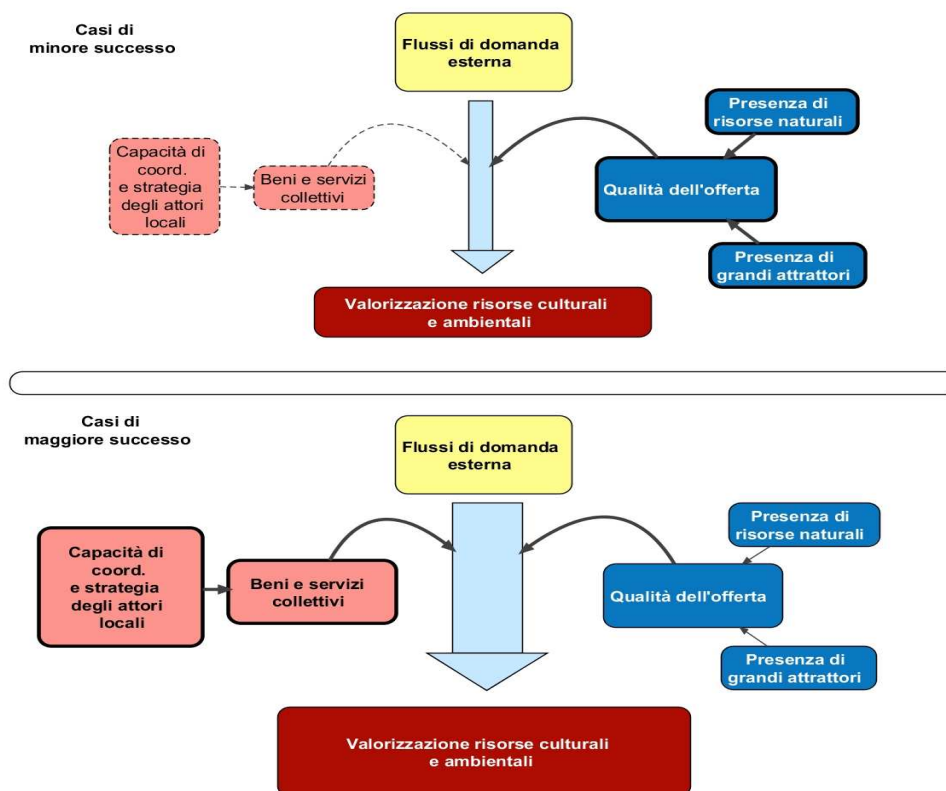 Casi di
minore successo
Flussi di domanda
esterna
Presenza di
risorse naturali
Capacità di
coord.
e strategia
degli attori
locali
Beni e servizi
collettivi
Qualità dell'offerta
Presenza di
grandi attrattori
Valorizzazione risorse culturali
e ambientali
Casi di
maggiore successo
Flussi di domanda
esterna
Presenza di
risorse naturali
Capacità di
coord.
e strategia
degli attori
locali
Beni e servizi
collettivi
Qualità dell'offerta
Presenza di
grandi attrattori
Valorizzazione risorse culturali
e ambientali